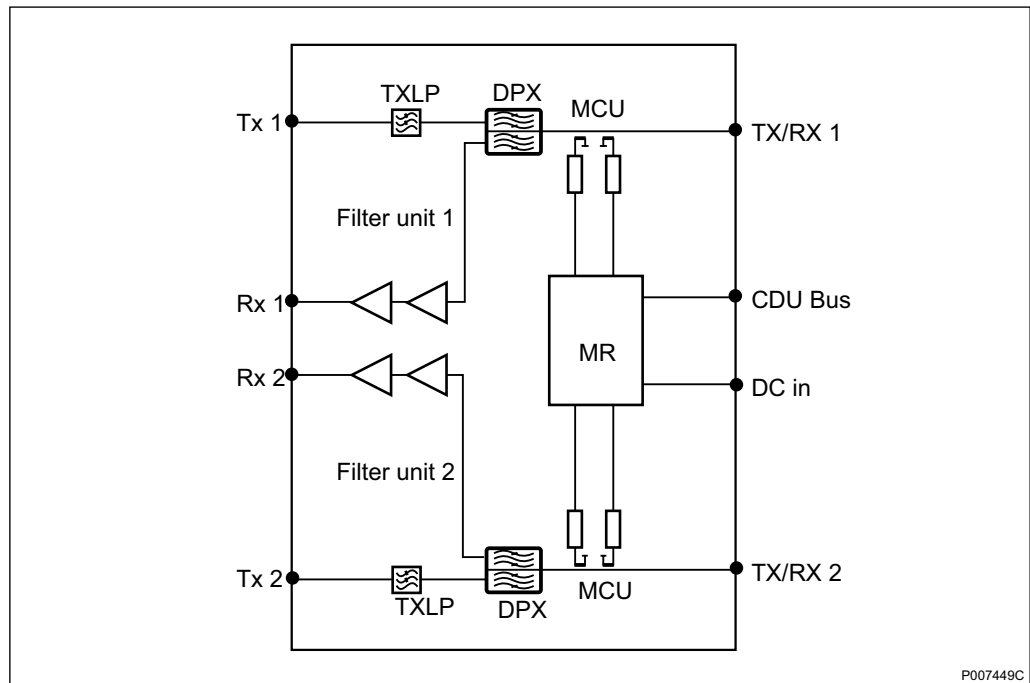 TXLP
DPX
MCU
Tx 1
TX/RX 1
Filter unit 1
Rx 1
CDU Bus
MR
Rx 2
DC in
Filter unit 2
Tx 2
TX/RX 2
TXLP
DPX
MCU
P007449C